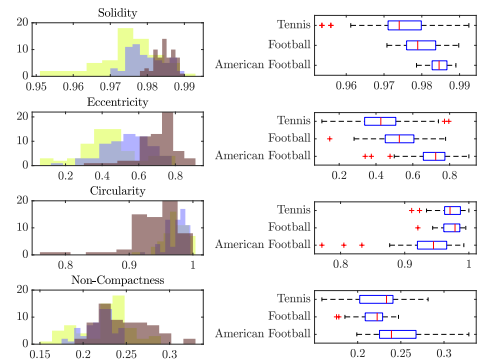 Solidity
20
10
0
0.95 0.96 0.97 0.98 0.99
Tennis
Football
American Football
0.96 0.97 0.98 0.99
Eccentricity
20
10
0
0.2 0.4 0.6 0.8
Tennis
Football
American Football
0.2 0.4 0.6 0.8
Circularity
20
10
0
0.8 0.9 1
Tennis
Football
American Football
0.8 0.9 1
Non-Compactness
20
10
0
0.15 0.2 0.25 0.3
Tennis
Football
American Football
0.2 0.25 0.3